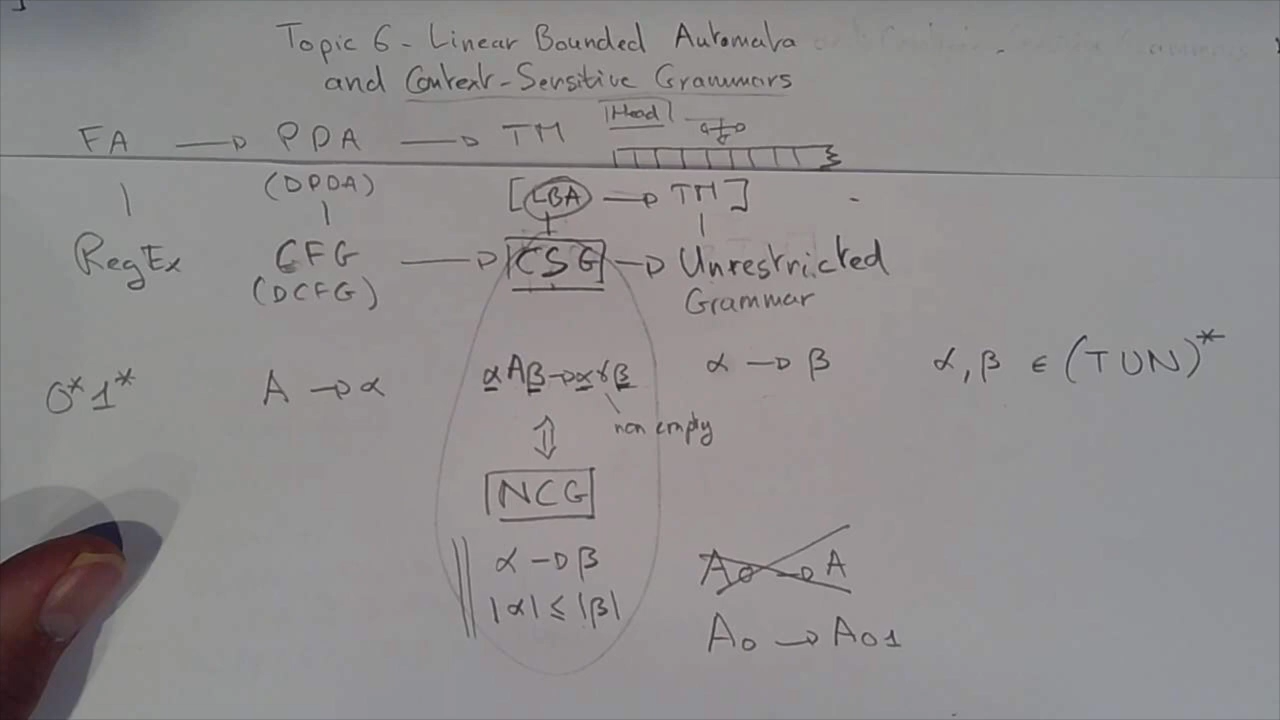 Topic 6 - Linear Bounded Automata
and Context-Sensitive Grammars
|Head|
FA → PDA → TM
(DPDA) [LBA → TM]
RegEx CFG → CSG → Unrestricted
(DCFG) Grammar
0*1* A → α αAβ → αγβ α → β α, β ∈ (TUN)*
non empty
⇕
NCG
α → β A0 → A
|α| ≤ |β|
A0 → A01